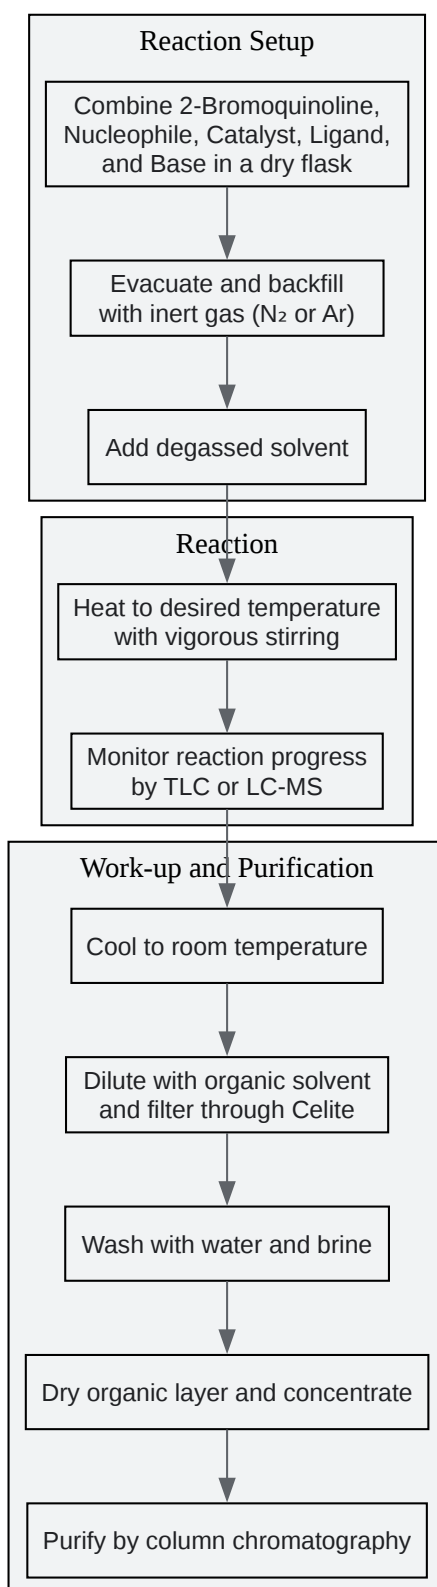 Reaction Setup
Combine 2-Bromoquinoline,
Nucleophile, Catalyst, Ligand,
and Base in a dry flask
Evacuate and backfill
with inert gas (N₂ or Ar)
Add degassed solvent
Reaction
Heat to desired temperature
with vigorous stirring
Monitor reaction progress
by TLC or LC-MS
Work-up and Purification
Cool to room temperature
Dilute with organic solvent
and filter through Celite
Wash with water and brine
Dry organic layer and concentrate
Purify by column chromatography